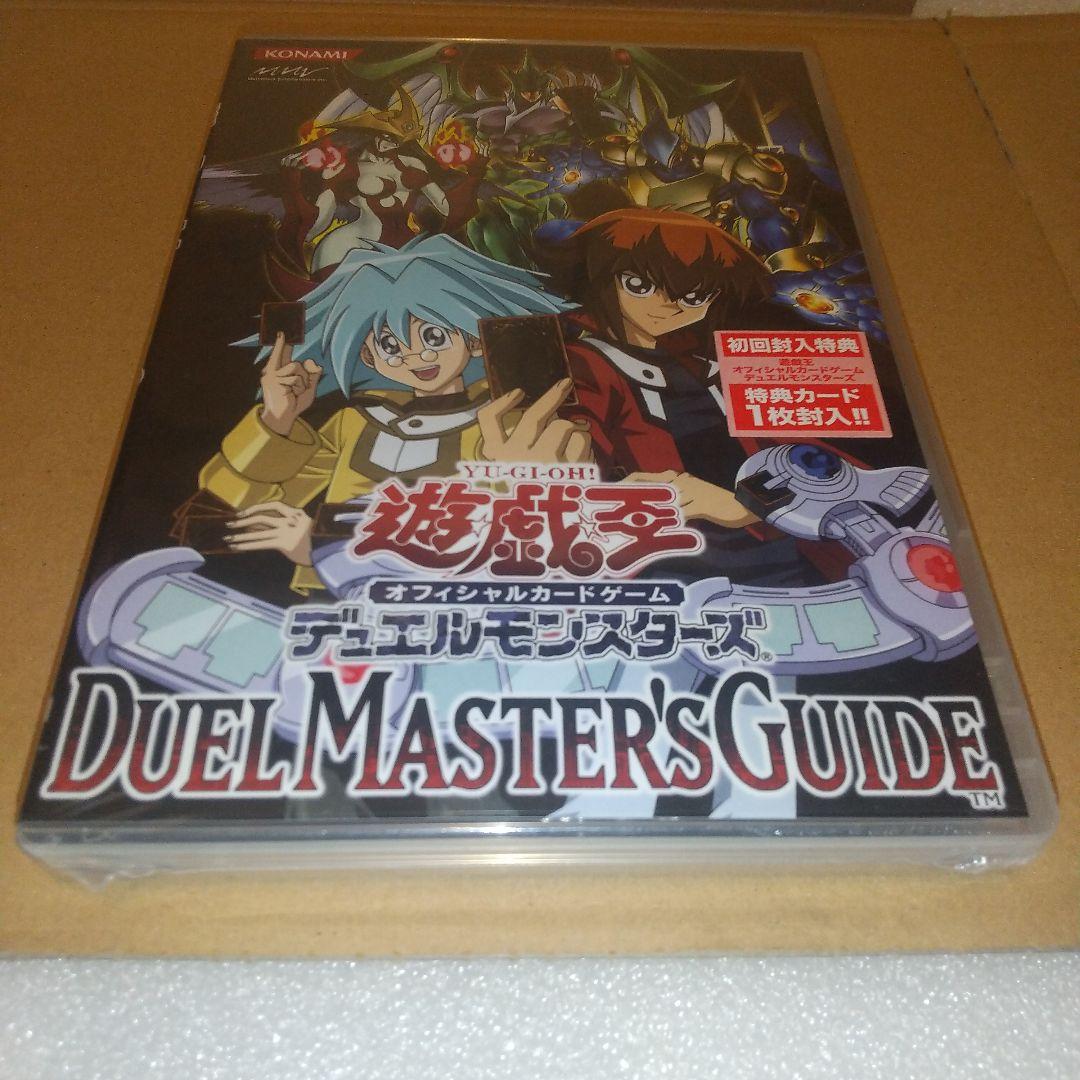 KONAMI
初回封入特典
遊戯王
オフィシャルカードゲーム
デュエルモンスターズ
特典カード
1枚封入!!
YU-GI-OH!
遊戯王
オフィシャルカードゲーム
デュエルモンスターズ®
DUEL MASTER'S GUIDE™